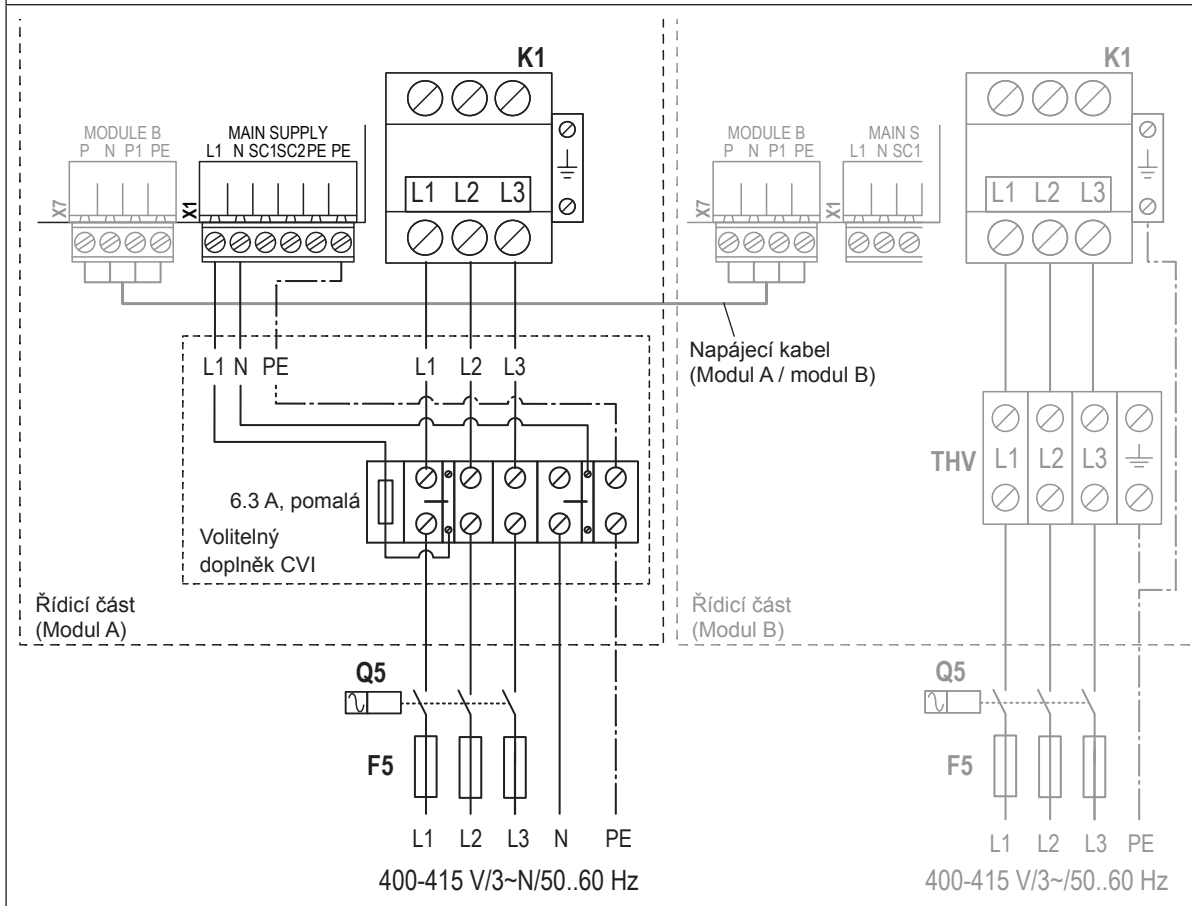 K1
MODULE B
P N P1 PE
MAIN SUPPLY
L1 N SC1SC2PE PE
X7
X1
L1 L2 L3
L1 N PE
L1 L2 L3
6.3 A, pomalá
Volitelný
doplněk CVI
Řídicí část
(Modul A)
Q5
F5
L1 L2 L3 N PE
400-415 V/3~N/50..60 Hz
Napájecí kabel
(Modul A / modul B)
K1
MODULE B
P N P1 PE
MAIN S
L1 N SC1
X7
X1
L1 L2 L3
THV L1 L2 L3
Řídicí část
(Modul B)
Q5
F5
L1 L2 L3 PE
400-415 V/3~/50..60 Hz